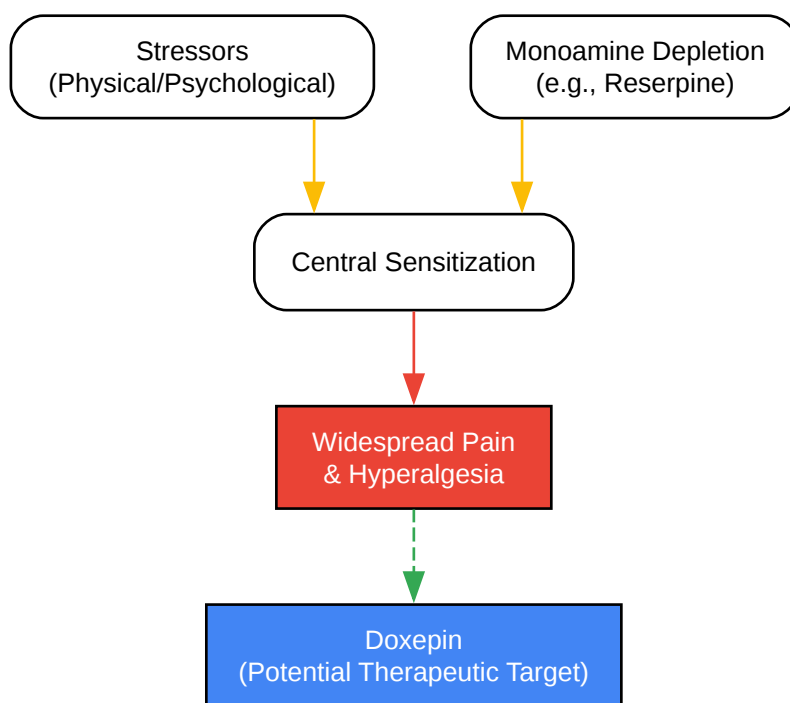 Stressors
(Physical/Psychological)
Monoamine Depletion
(e.g., Reserpine)
Central Sensitization
Widespread Pain
& Hyperalgesia
Doxepin
(Potential Therapeutic Target)